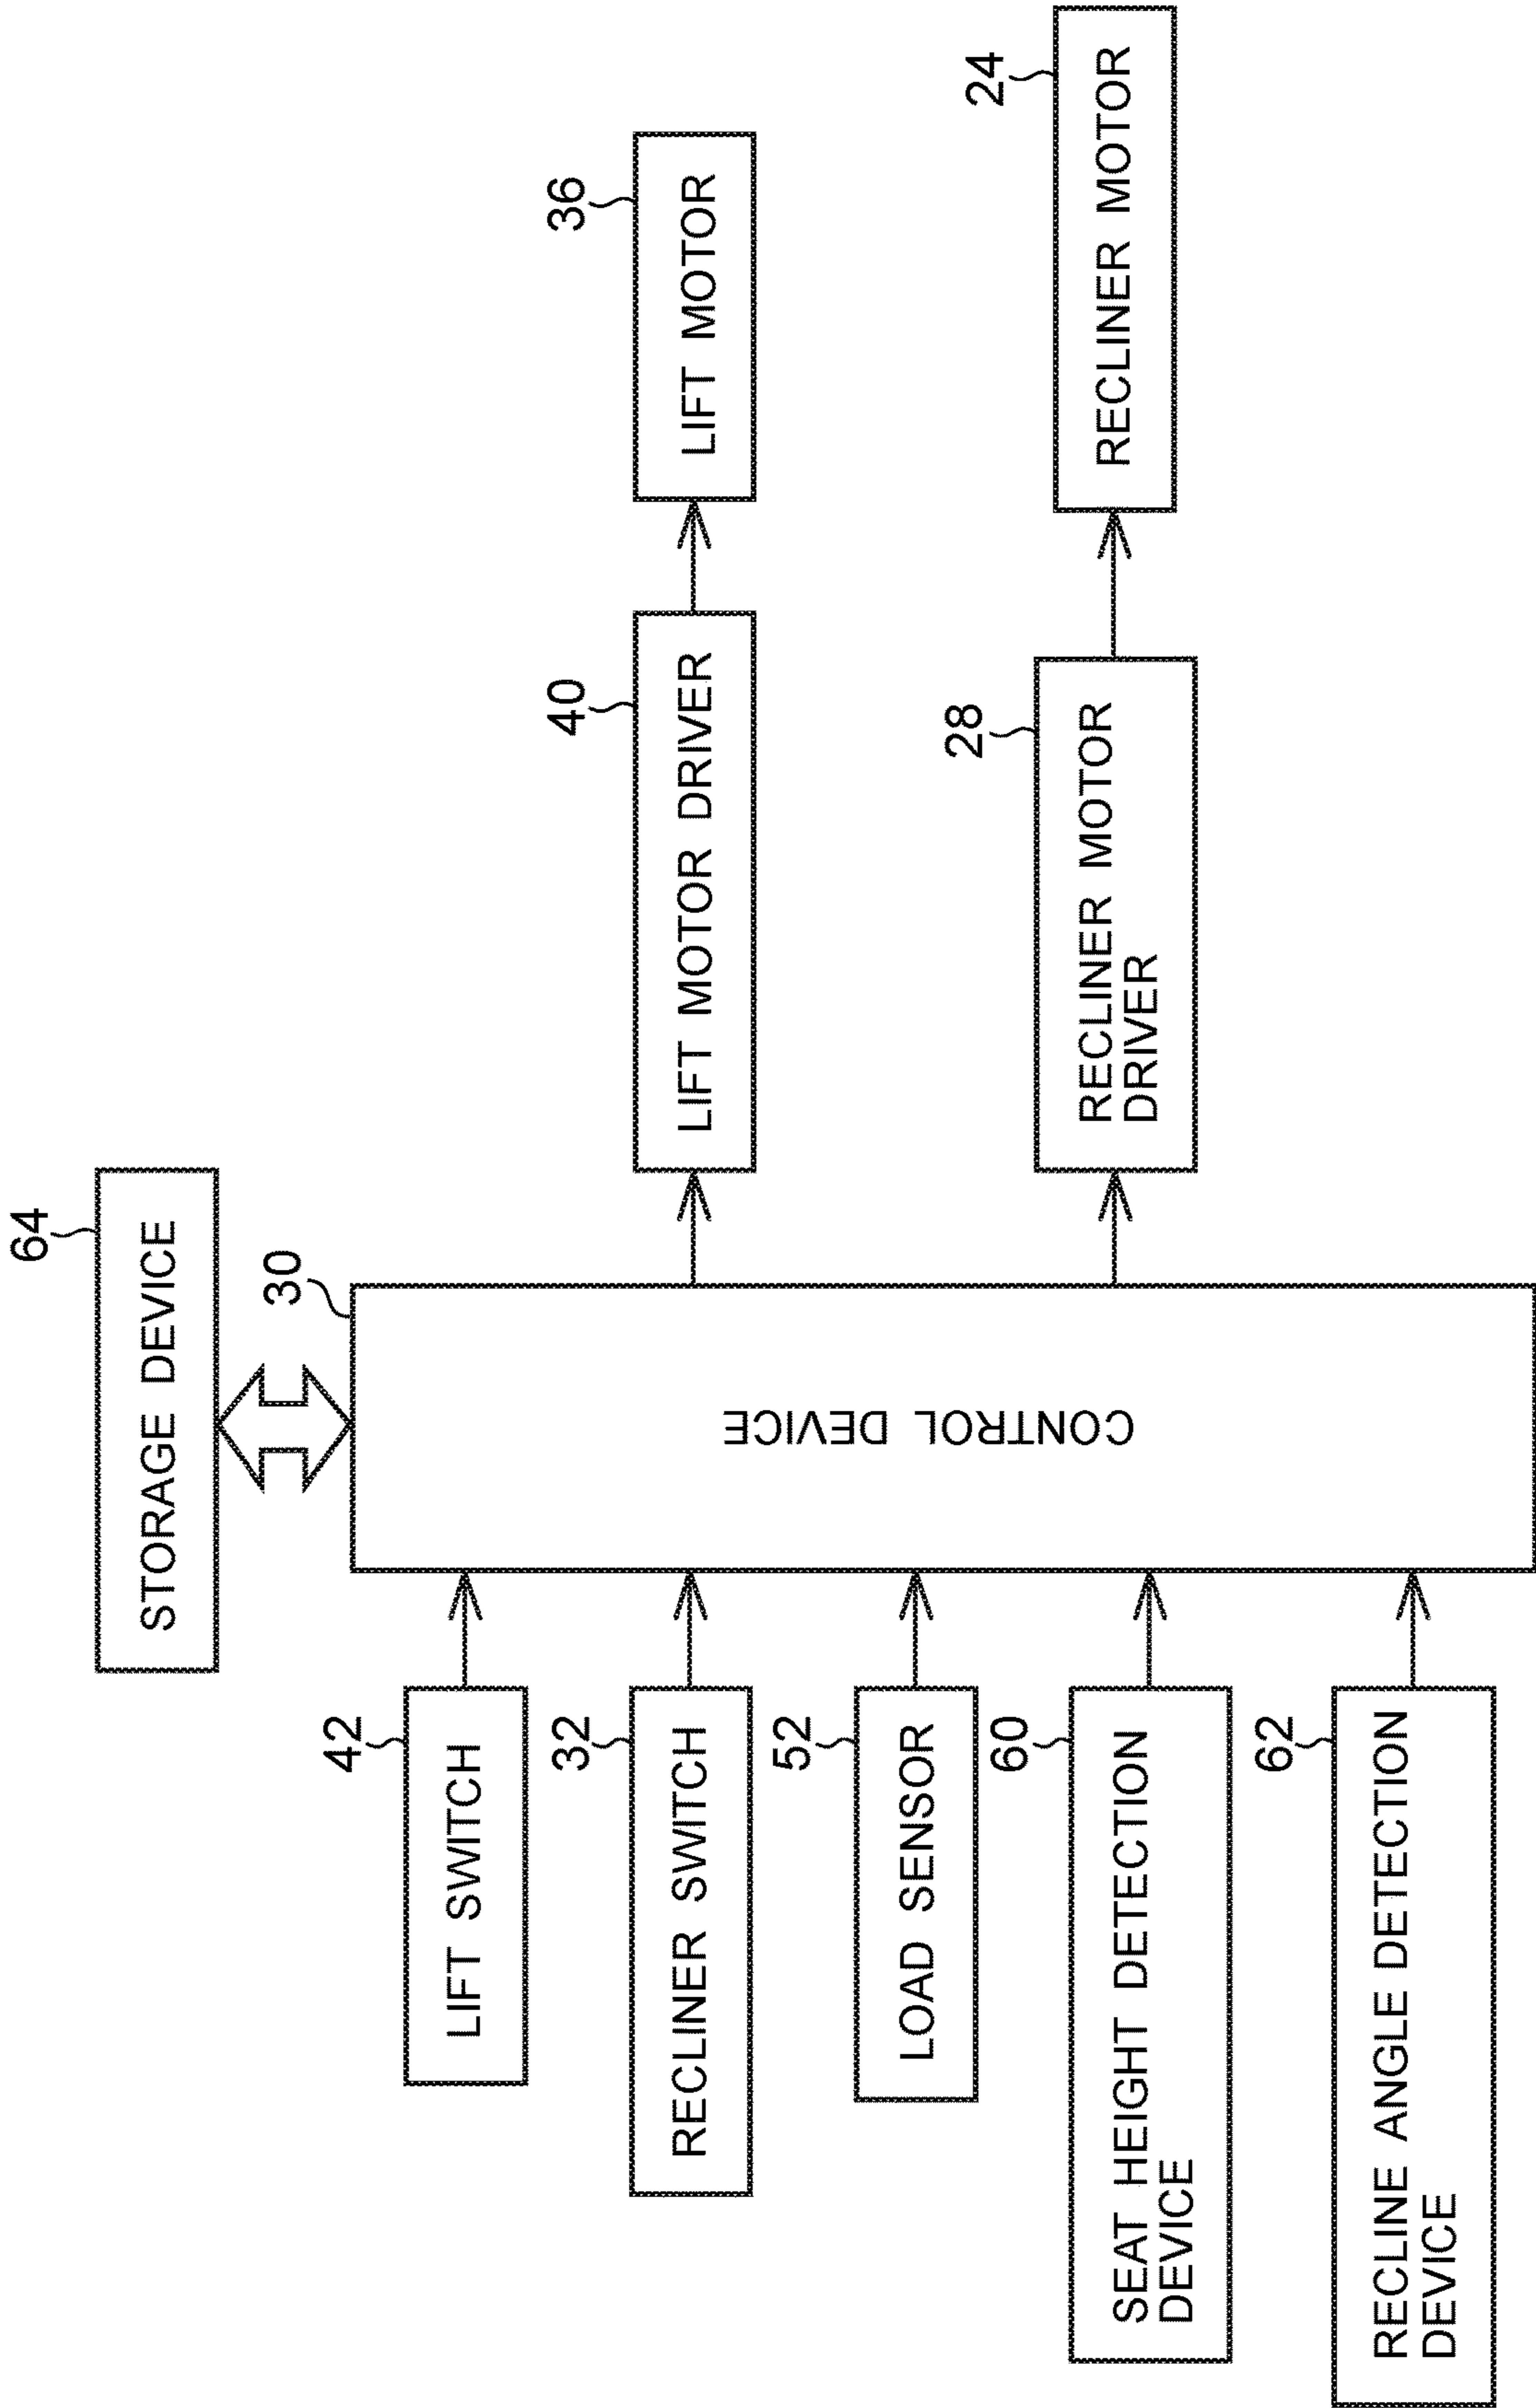 64
STORAGE DEVICE
42
LIFT SWITCH
30
CONTROL DEVICE
40
LIFT MOTOR DRIVER
36
LIFT MOTOR
32
RECLINER SWITCH
52
LOAD SENSOR
28
RECLINER MOTOR
DRIVER
24
RECLINER MOTOR
60
SEAT HEIGHT DETECTION
DEVICE
62
RECLINE ANGLE DETECTION
DEVICE